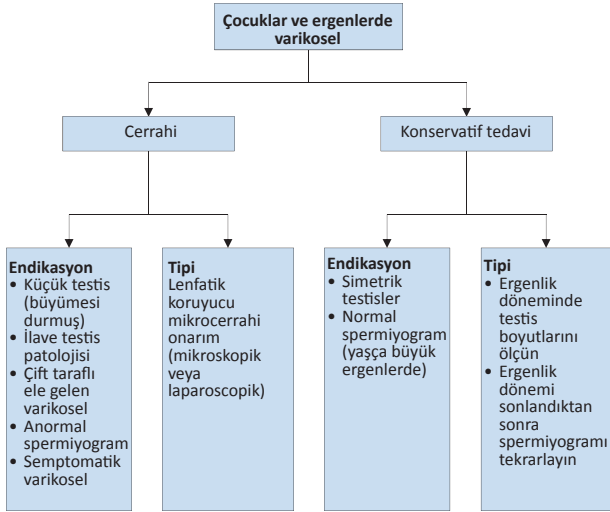 Çocuklar ve ergenlerde
varikosel
Cerrahi
Konservatif tedavi
Endikasyon
• Küçük testis
(büyümesi
durmuş)
• İlave testis
patolojisi
• Çift taraflı
ele gelen
varikosel
• Anormal
spermiyogram
• Semptomatik
varikosel
Tipi
Lenfatik
koruyucu
mikrocerrahi
onarım
(mikroskopik
veya
laparoscopik)
Endikasyon
• Simetrik
testisler
• Normal
spermiyogram
(yaşça büyük
ergenlerde)
Tipi
• Ergenlik
döneminde
testis
boyutlarını
ölçün
• Ergenlik
dönemi
sonlandıktan
sonra
spermiyogramı
tekrarlayın